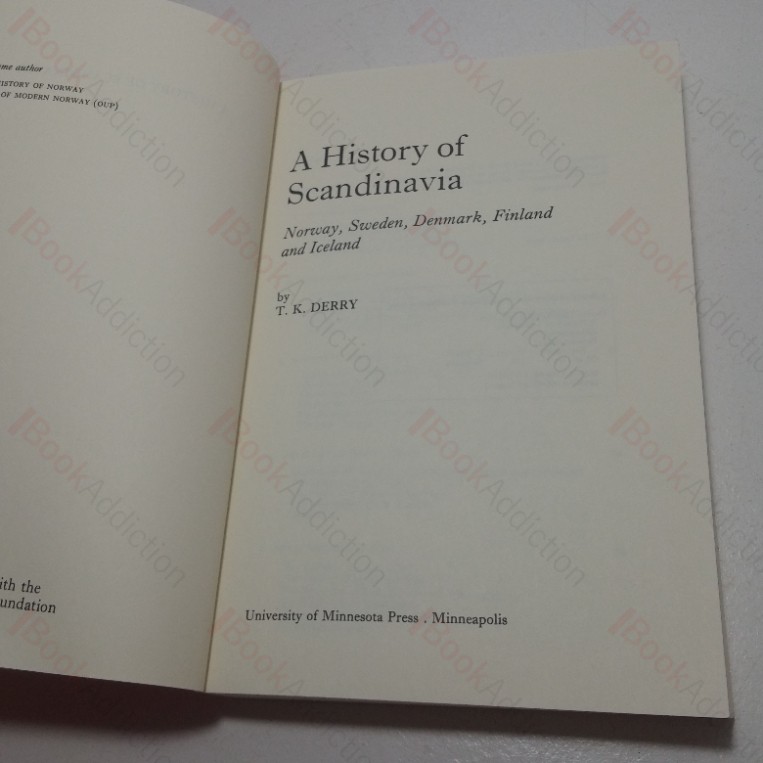 me author
ISTORY OF NORWAY
OF MODERN NORWAY (OUP)
ith the
undation
A History of
Scandinavia
Norway, Sweden, Denmark, Finland
and Iceland
by
T. K. DERRY
University of Minnesota Press . Minneapolis
BookAddiction